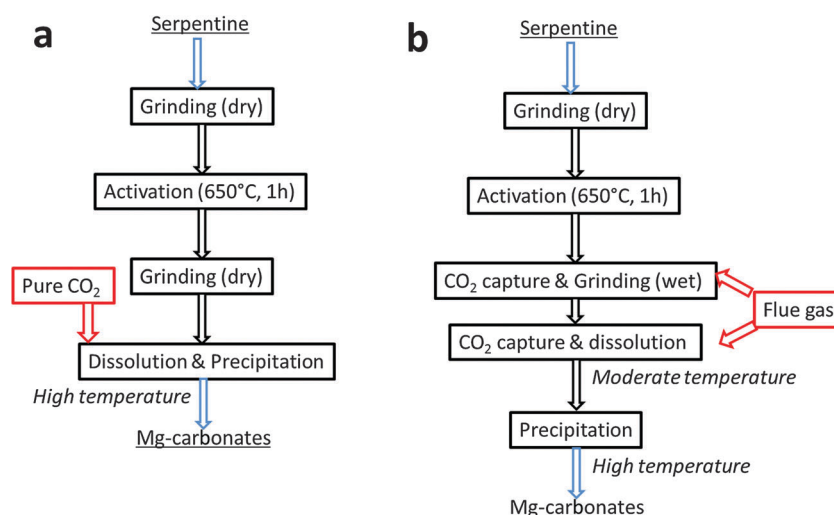 a
Serpentine
Grinding (dry)
Activation (650°C, 1h)
Grinding (dry)
Pure CO₂
Dissolution & Precipitation
High temperature
Mg-carbonates
b
Serpentine
Grinding (dry)
Activation (650°C, 1h)
CO₂ capture & Grinding (wet)
Flue gas
CO₂ capture & dissolution
Moderate temperature
Precipitation
High temperature
Mg-carbonates